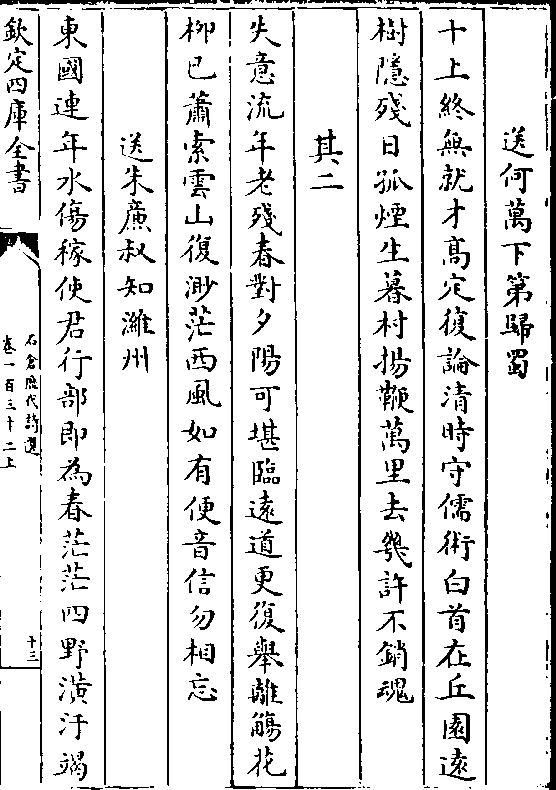 送何萬下第歸蜀
十上終無就才髙定復論清時守儒術白首在丘園逺
樹隱殘日孤煙生暮村揚鞭萬里去幾許不銷魂
其二
失意流年老殘春對夕陽可堪臨逺道更復舉離觴花
柳已蕭索雲山復渺茫西風如有便音信勿相忘
送朱㢘叔知濰州
東國連年水傷稼使君行部即為春茫茫四野潢汙竭
欽定四庫全書
石倉歴代詩選
卷一百三十二上
十三